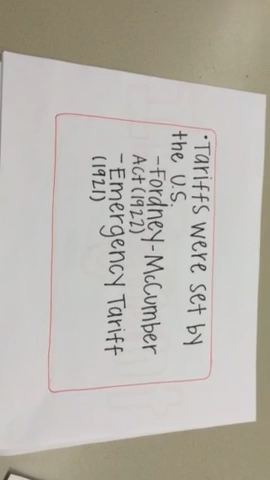 •Tariffs were set by
the U.S.
-Fordney-McCumber
Act (1922)
-Emergency Tariff
(1921)